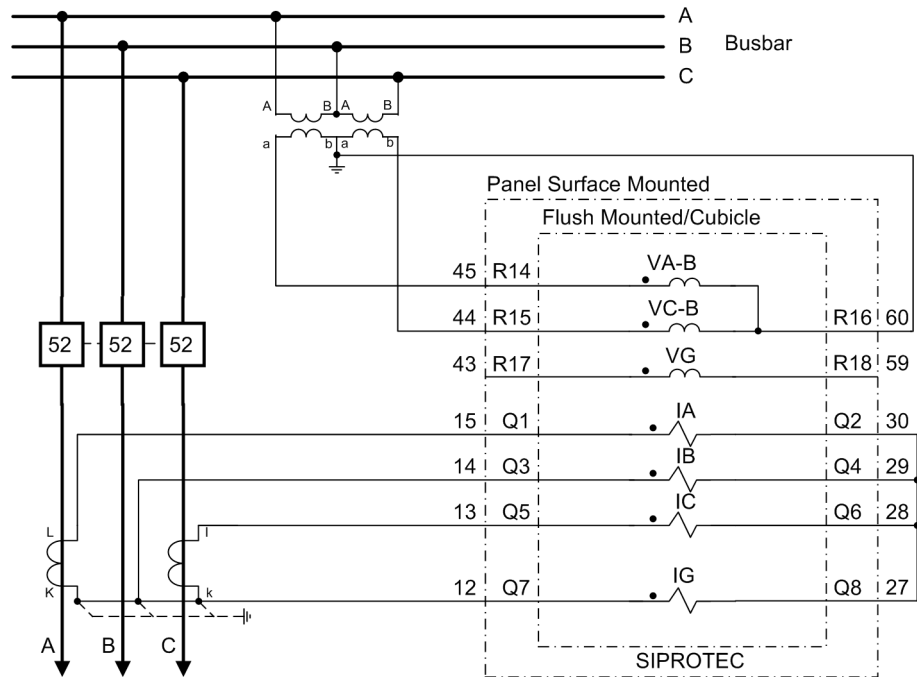 A
B Busbar
C
A B A B
a b a b
Panel Surface Mounted
Flush Mounted/Cubicle
VA-B
45 R14
VC-B
44 R15 R16 60
VG
43 R17 R18 59
52 52 52
IA
15 Q1 Q2 30
IB
14 Q3 Q4 29
IC
13 Q5 Q6 28
L l
K k
IG
12 Q7 Q8 27
A B C
SIPROTEC